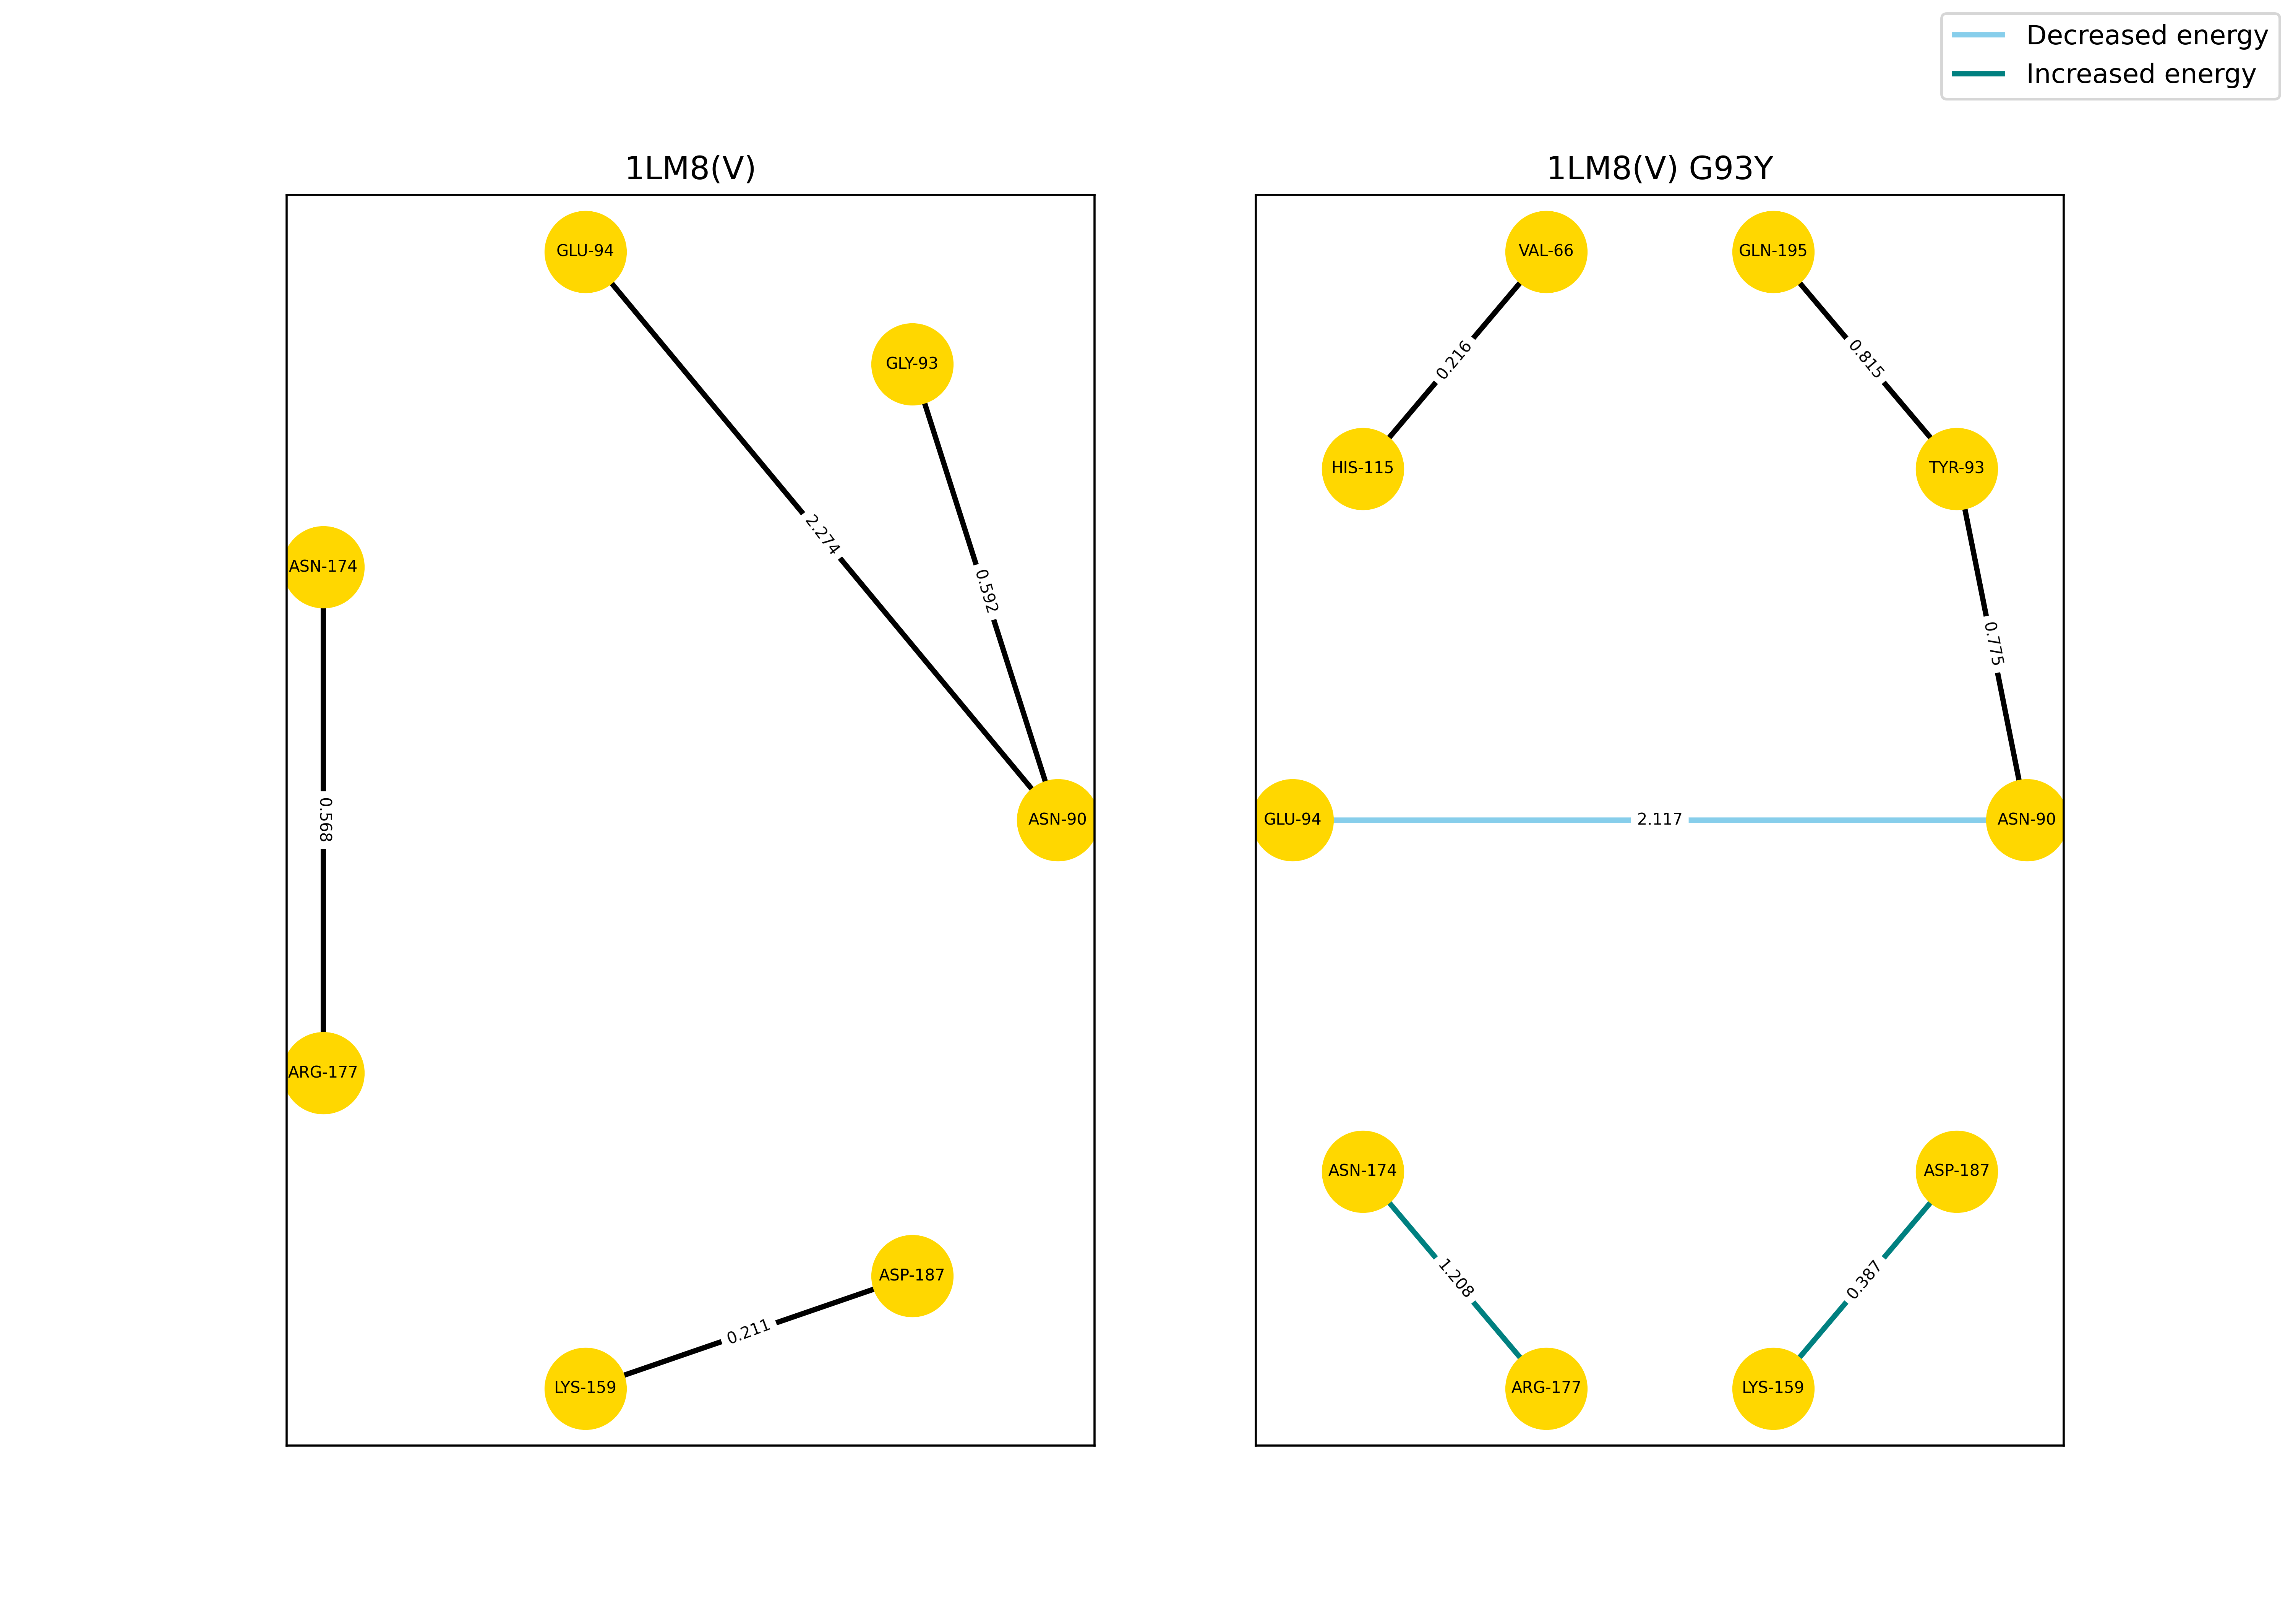 Decreased energy
Increased energy
1LM8(V)
GLU-94
GLY-93
2.274
0.592
ASN-174
0.568
ASN-90
ARG-177
ASP-187
0.211
LYS-159
1LM8(V) G93Y
VAL-66
GLN-195
0.216
0.815
HIS-115
TYR-93
0.775
GLU-94
2.117
ASN-90
ASN-174
ASP-187
1.208
0.387
ARG-177
LYS-159